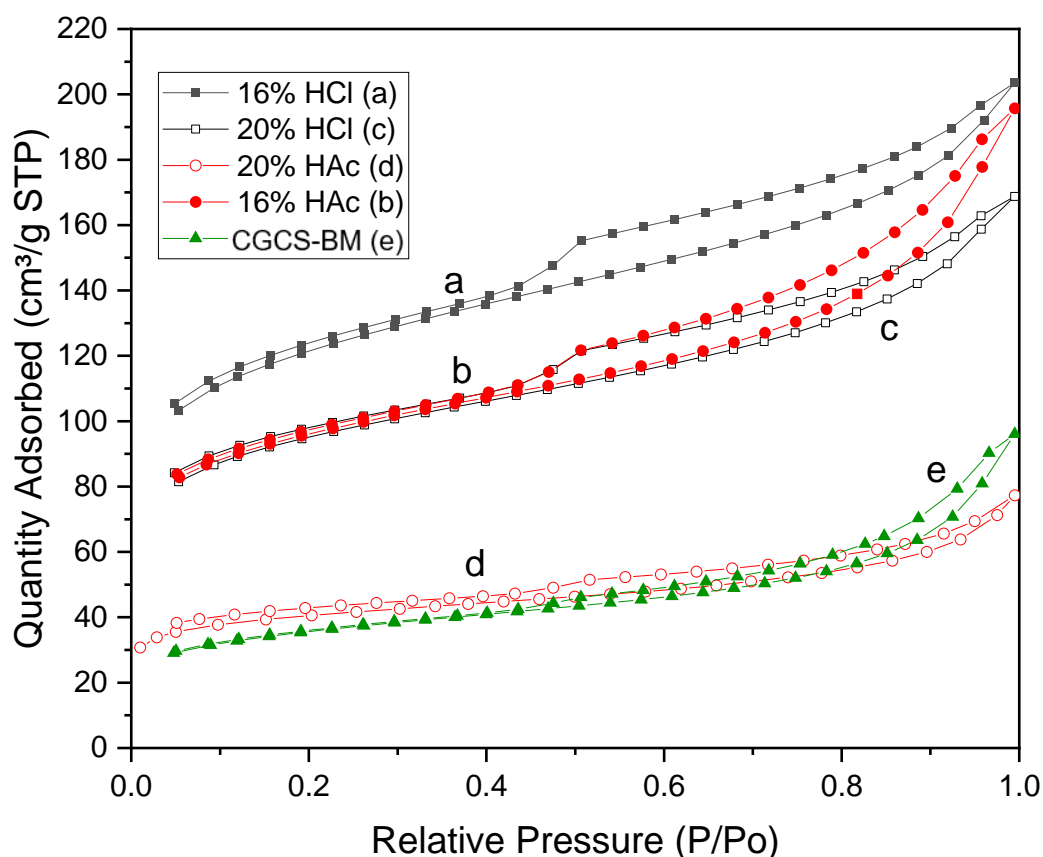 220
200
180
160
140
120
100
80
60
40
20
0
Quantity Adsorbed (cm³/g STP)
16% HCl (a)
20% HCl (c)
20% HAc (d)
16% HAc (b)
CGCS-BM (e)
a
b
c
d
e
0.0 0.2 0.4 0.6 0.8 1.0
Relative Pressure (P/Po)